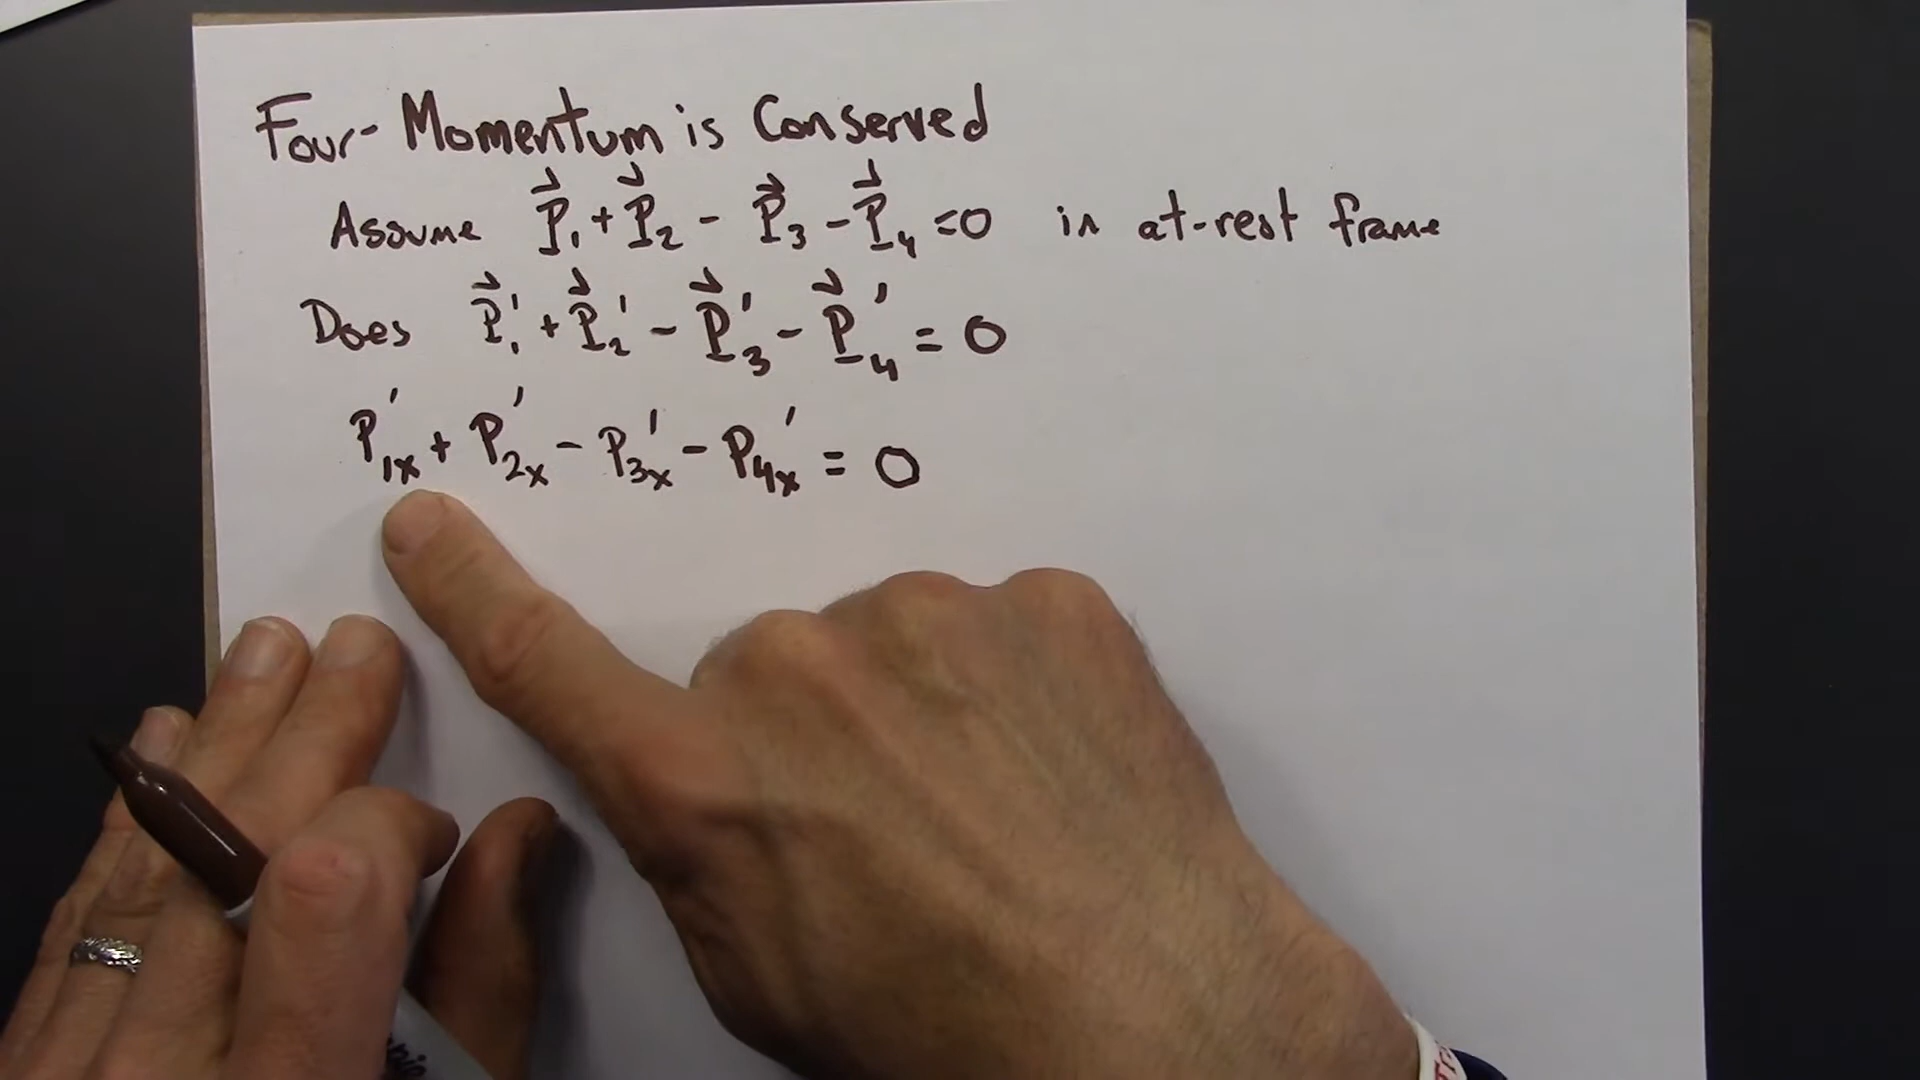 Four-Momentum is Conserved
Assume P⃗₁ + P⃗₂ - P⃗₃ - P⃗₄ = 0 in at-rest frame
Does P⃗₁' + P⃗₂' - P⃗₃' - P⃗₄' = 0
P'₁ₓ + P'₂ₓ - P'₃ₓ - P'₄ₓ = 0